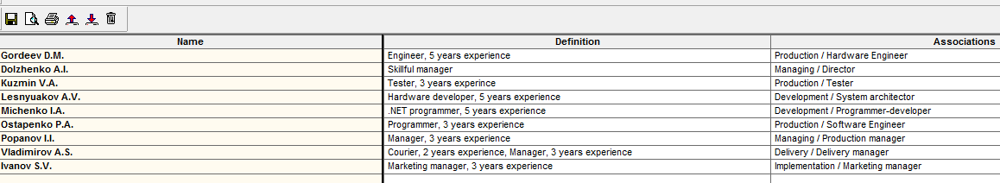 Name Definition Associations
Gordeev D.M. Engineer, 5 years experience Production / Hardware Engineer
Dolzhenko A.I. Skillful manager Managing / Director
Kuzmin V.A. Tester, 3 years experince Production / Tester
Lesnyuakov A.V. Hardware developer, 5 years experience Development / System architector
Michenko I.A. .NET programmer, 5 years experience Development / Programmer-developer
Ostapenko P.A. Programmer, 3 years experience Production / Software Engineer
Popanov I.I. Manager, 3 years experience Managing / Production manager
Vladimirov A.S. Courier, 2 years experience, Manager, 3 years experience Delivery / Delivery manager
Ivanov S.V. Marketing manager, 3 years experience Implementation / Marketing manager